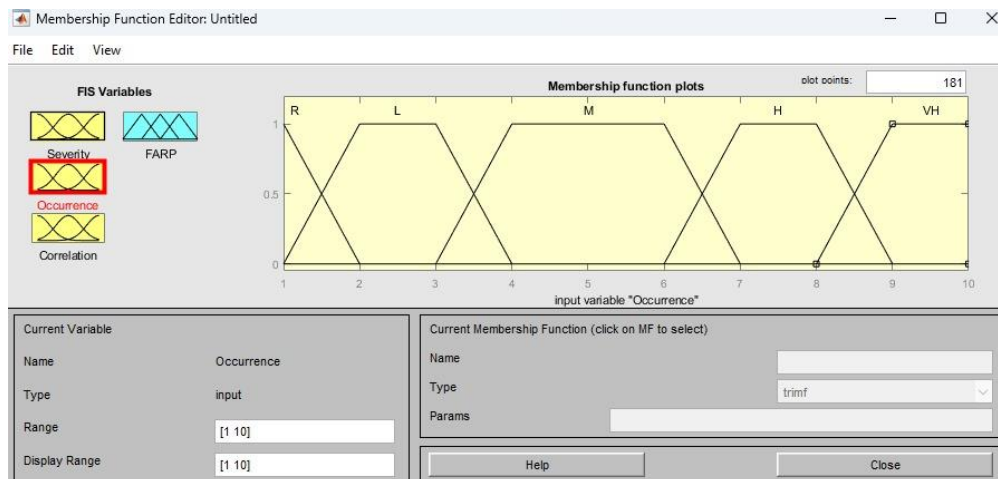 Membership Function Editor: Untitled
File Edit View
FIS Variables
Severity
FARP
Occurrence
Correlation
Membership function plots
plot points:
181
R L M H VH
1
0.5
0
1 2 3 4 5 6 7 8 9 10
input variable "Occurrence"
Current Variable
Name Occurrence
Type input
Range [1 10]
Display Range [1 10]
Current Membership Function (click on MF to select)
Name
Type trimf
Params
Help Close